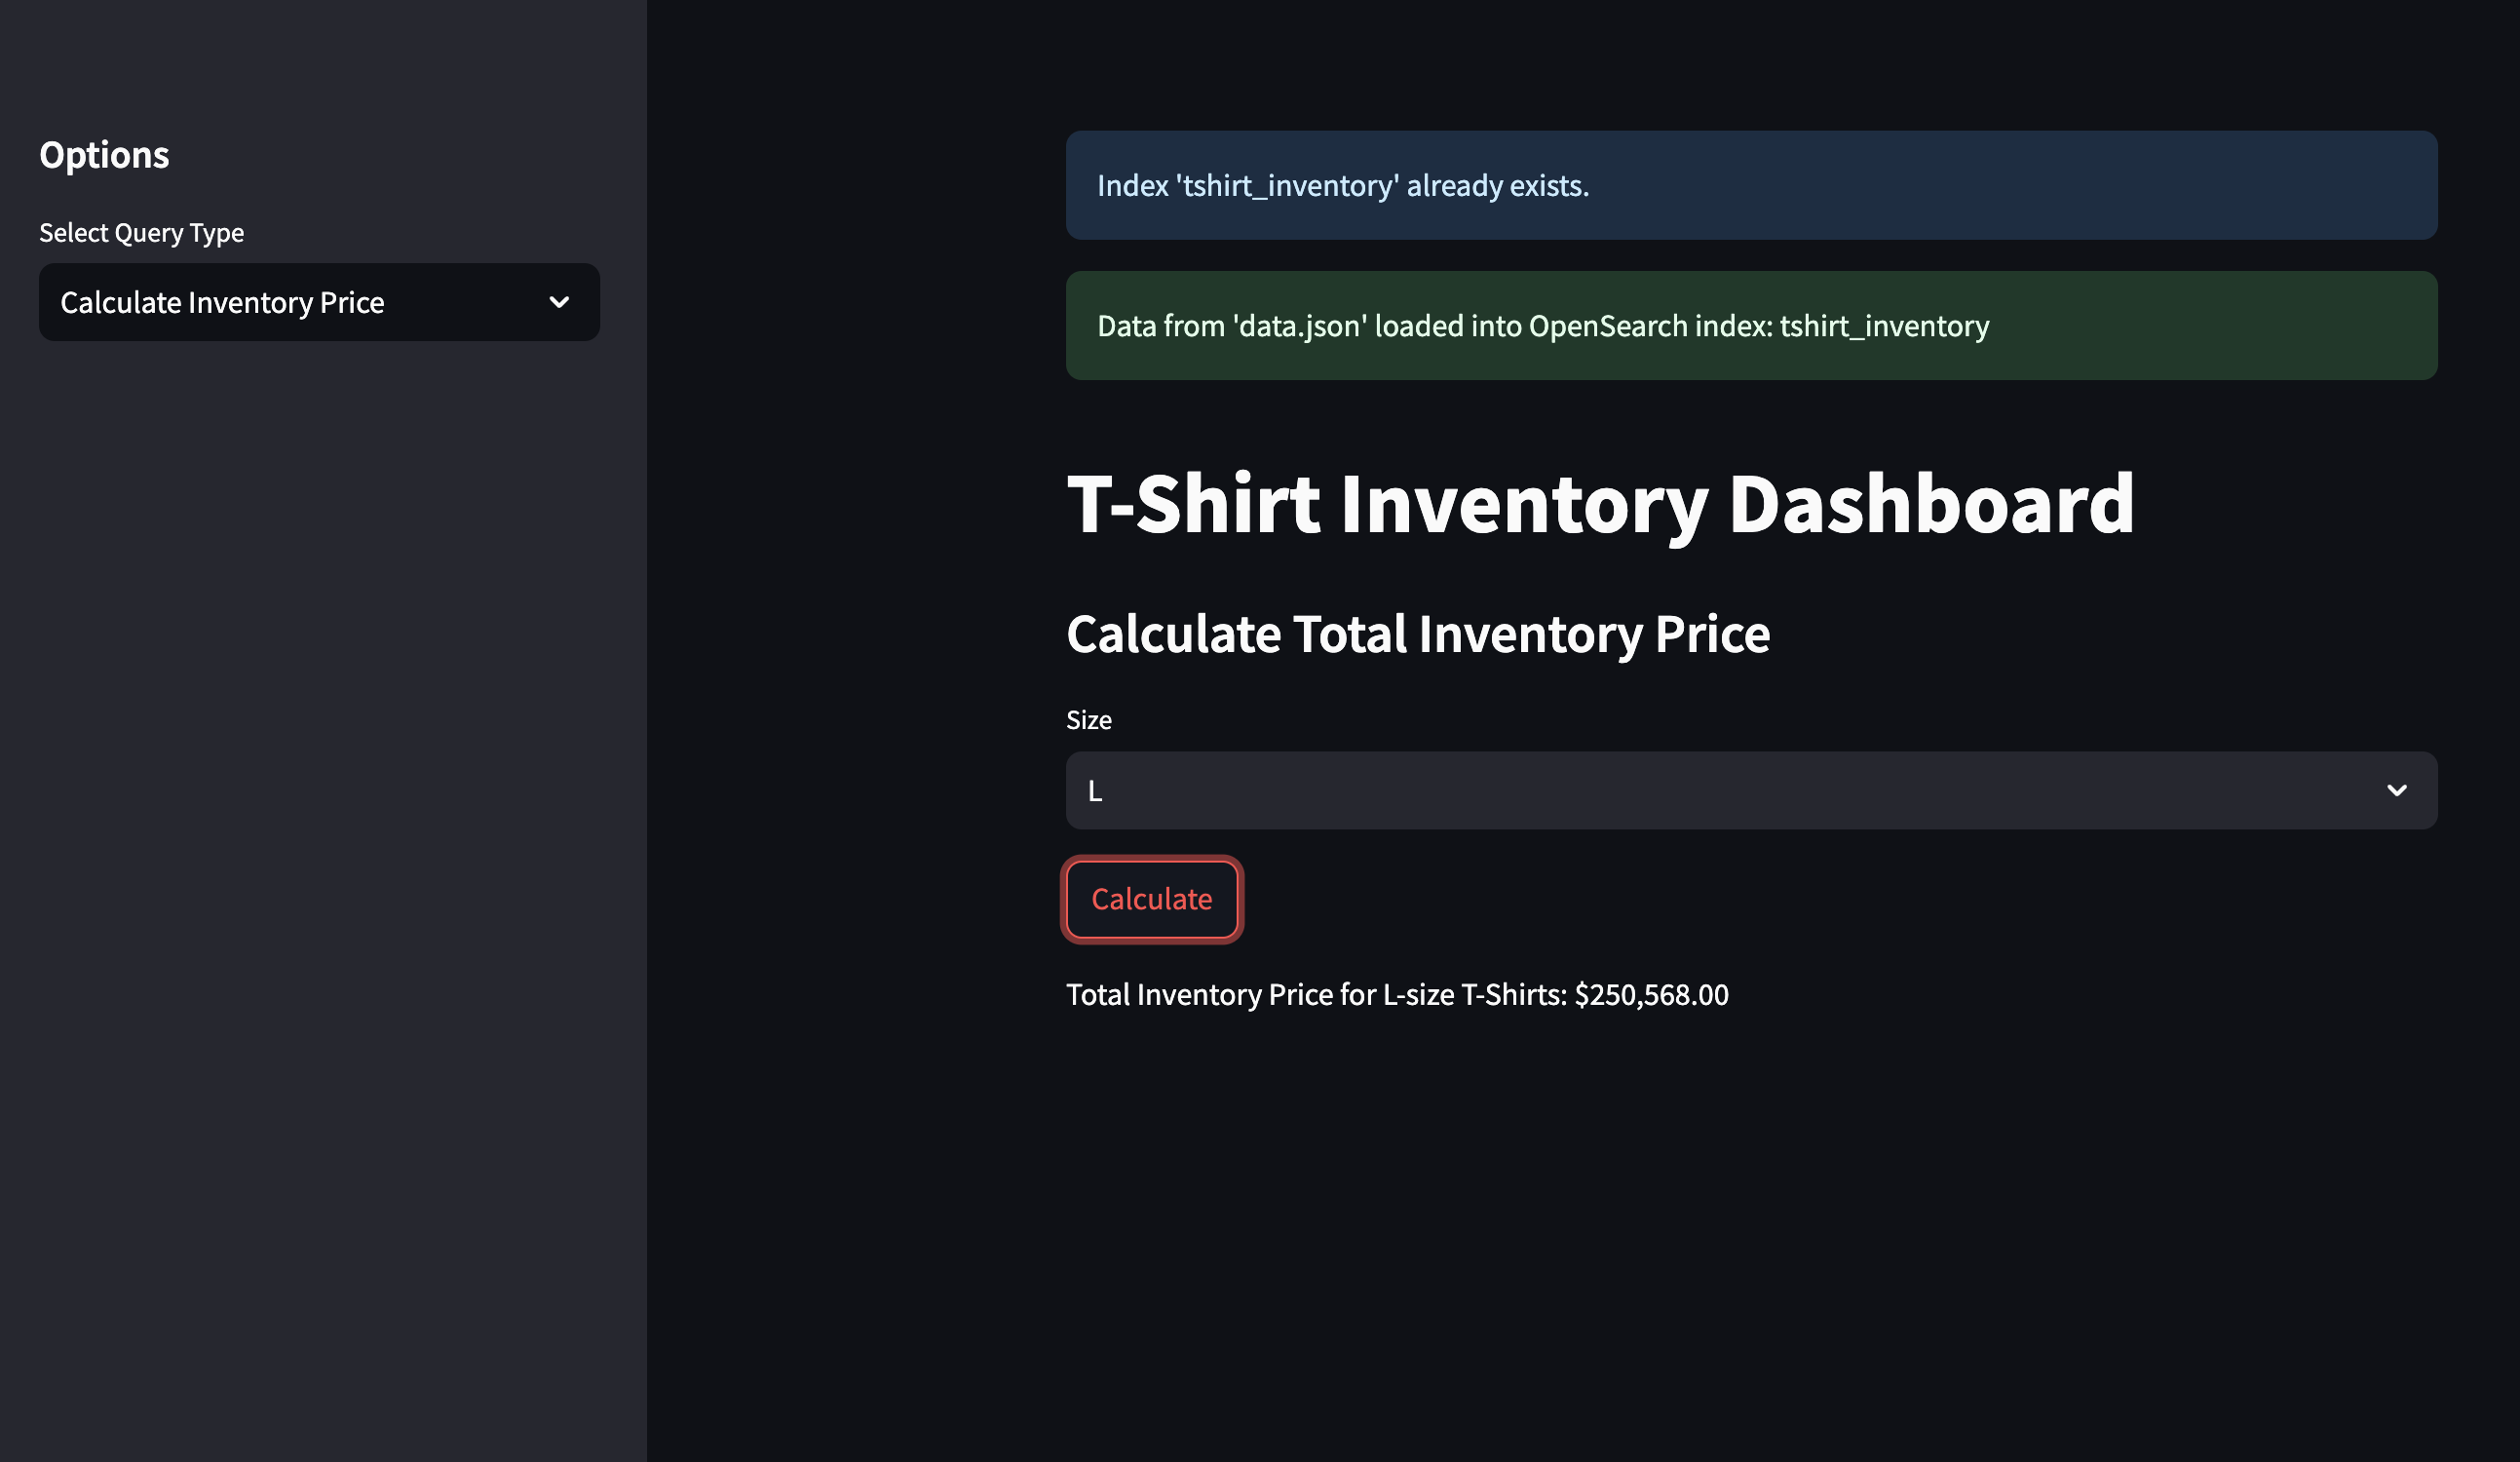 Options
Select Query Type
Calculate Inventory Price
Index 'tshirt_inventory' already exists.
Data from 'data.json' loaded into OpenSearch index: tshirt_inventory
T-Shirt Inventory Dashboard
Calculate Total Inventory Price
Size
L
Calculate
Total Inventory Price for L-size T-Shirts: $250,568.00